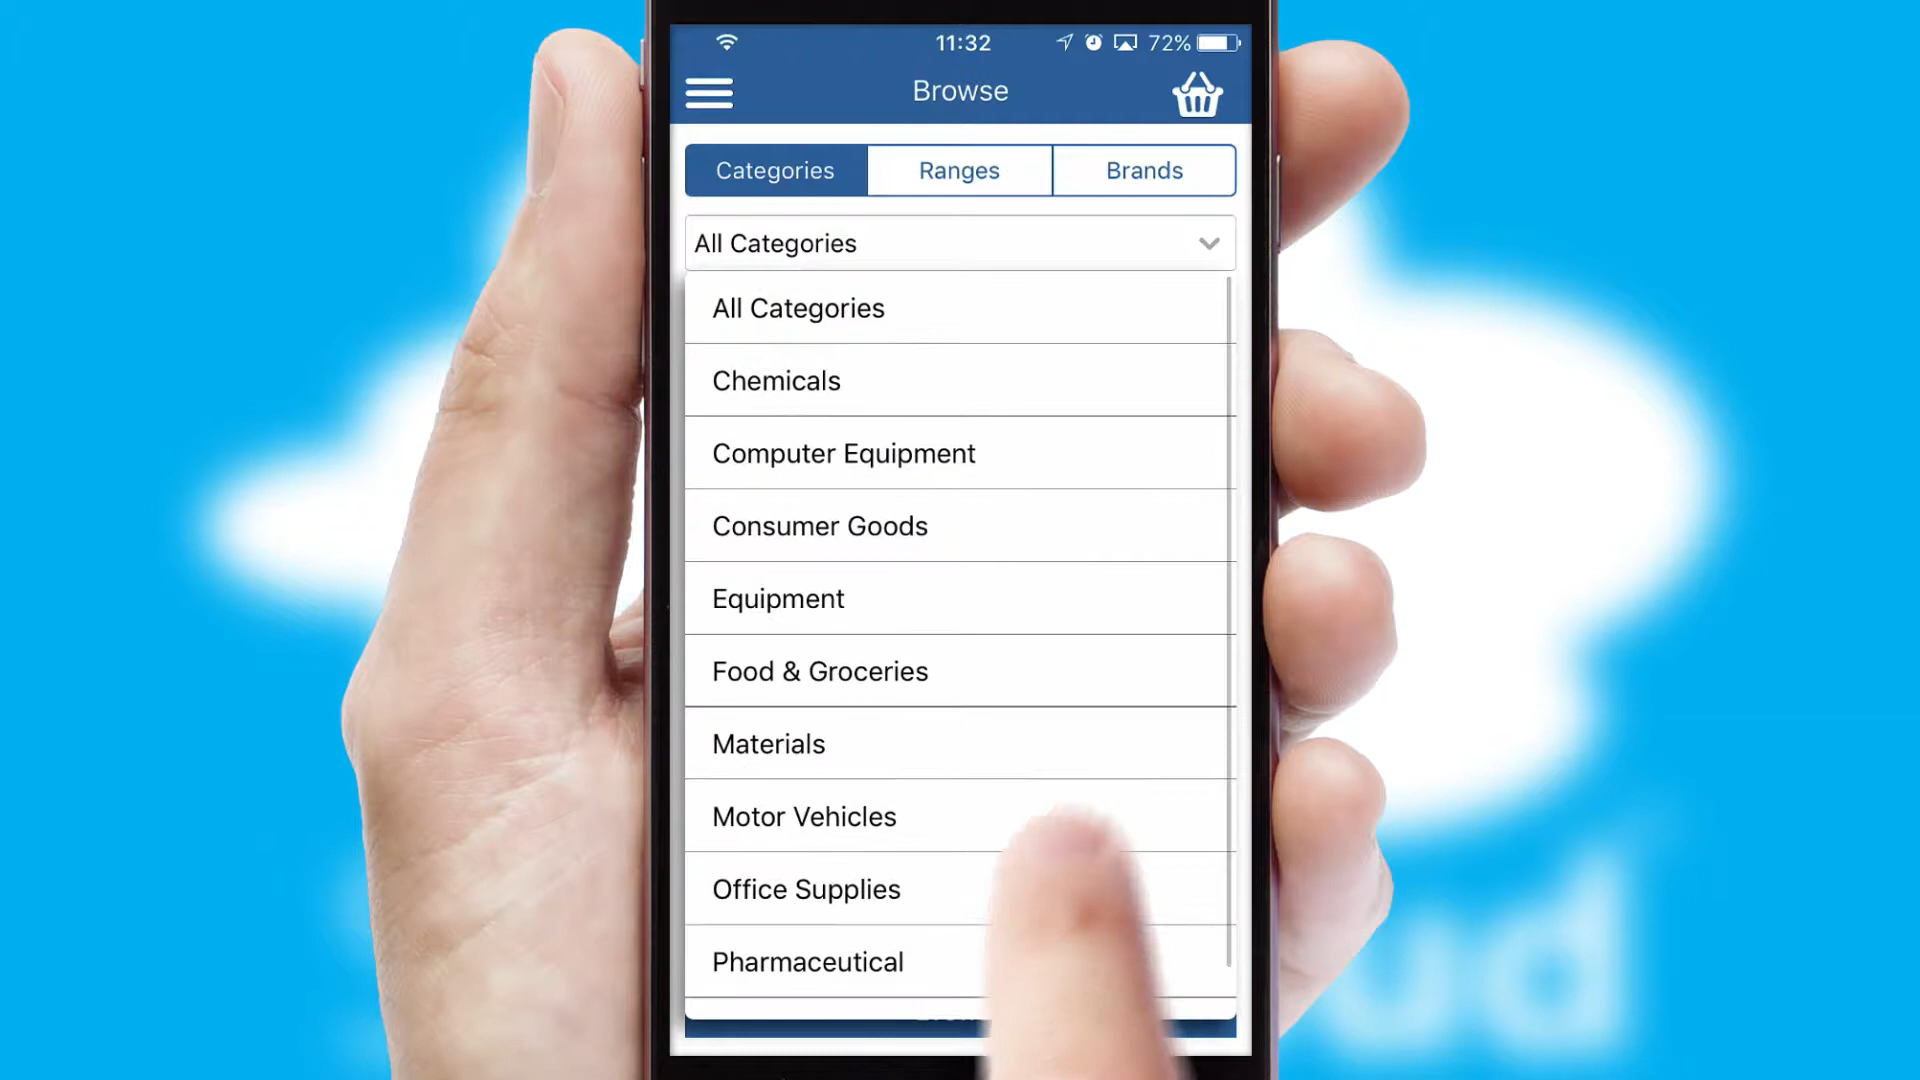 11:32
72%
Browse
Categories Ranges Brands
All Categories
All Categories
Chemicals
Computer Equipment
Consumer Goods
Equipment
Food & Groceries
Materials
Motor Vehicles
Office Supplies
Pharmaceutical